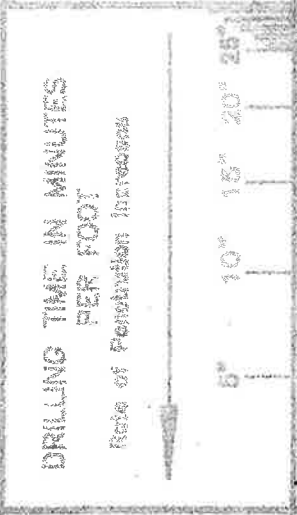 DRILLING TIME IN MINUTES
PER FOOT
Rate of Penetration Increases
5" 10" 15" 20" 25"